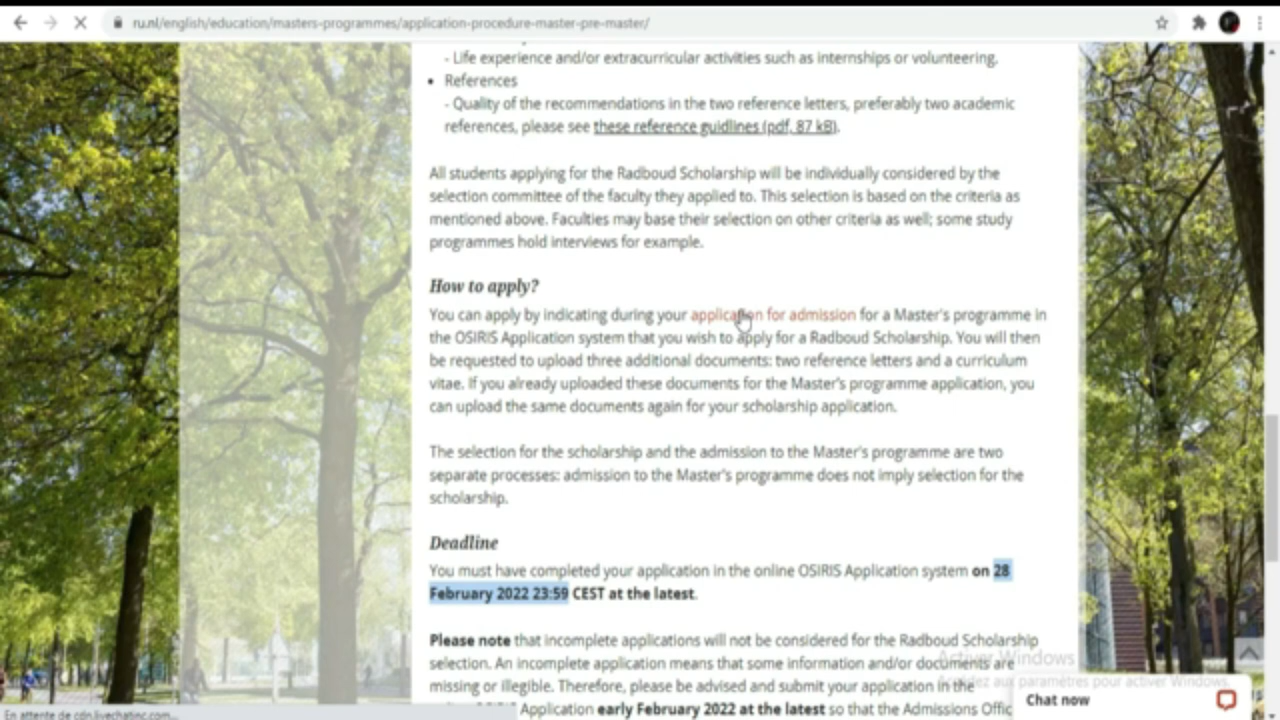 ru.nl/english/education/masters-programmes/application-procedure-master-pre-master/
- Life experience and/or extracurricular activities such as internships or volunteering.
• References
- Quality of the recommendations in the two reference letters, preferably two academic
references, please see these reference guidlines (pdf, 87 kB).
All students applying for the Radboud Scholarship will be individually considered by the
selection committee of the faculty they applied to. This selection is based on the criteria as
mentioned above. Faculties may base their selection on other criteria as well; some study
programmes hold interviews for example.
How to apply?
You can apply by indicating during your application for admission for a Master's programme in
the OSIRIS Application system that you wish to apply for a Radboud Scholarship. You will then
be requested to upload three additional documents: two reference letters and a curriculum
vitae. If you already uploaded these documents for the Master's programme application, you
can upload the same documents again for your scholarship application.
The selection for the scholarship and the admission to the Master's programme are two
separate processes: admission to the Master's programme does not imply selection for the
scholarship.
Deadline
You must have completed your application in the online OSIRIS Application system on 28
February 2022 23:59 CEST at the latest.
Please note that incomplete applications will not be considered for the Radboud Scholarship
selection. An incomplete application means that some information and/or documents are
missing or illegible. Therefore, please be advised and submit your application in the
Application early February 2022 at the latest so that the Admissions Offic
Activer Windows
Accédez aux paramètres pour activer Windows.
Chat now
En attente de cdn.livechatinc.com...